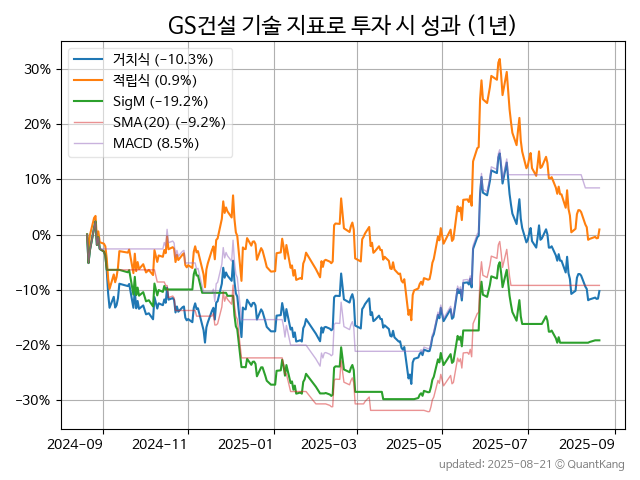 GS건설 기술 지표로 투자 시 성과 (1년)
거치식 (−10.3%)
적립식 (0.9%)
SigM (−19.2%)
SMA(20) (−9.2%)
MACD (8.5%)
30%
20%
10%
0%
−10%
−20%
−30%
2024-09 2024-11 2025-01 2025-03 2025-05 2025-07 2025-09
updated: 2025-08-21 © QuantKang